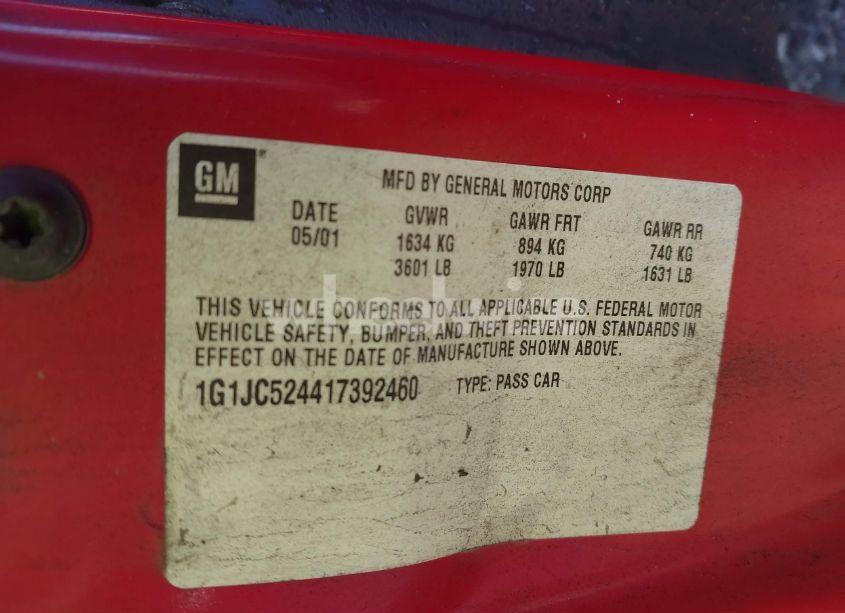 GM
MFD BY GENERAL MOTORS CORP
DATE GVWR GAWR FRT GAWR RR
05/01 1634 KG 894 KG 740 KG
3601 LB 1970 LB 1631 LB
THIS VEHICLE CONFORMS TO ALL APPLICABLE U.S. FEDERAL MOTOR
VEHICLE SAFETY, BUMPER, AND THEFT PREVENTION STANDARDS IN
EFFECT ON THE DATE OF MANUFACTURE SHOWN ABOVE.
1G1JC524417392460 TYPE: PASS CAR